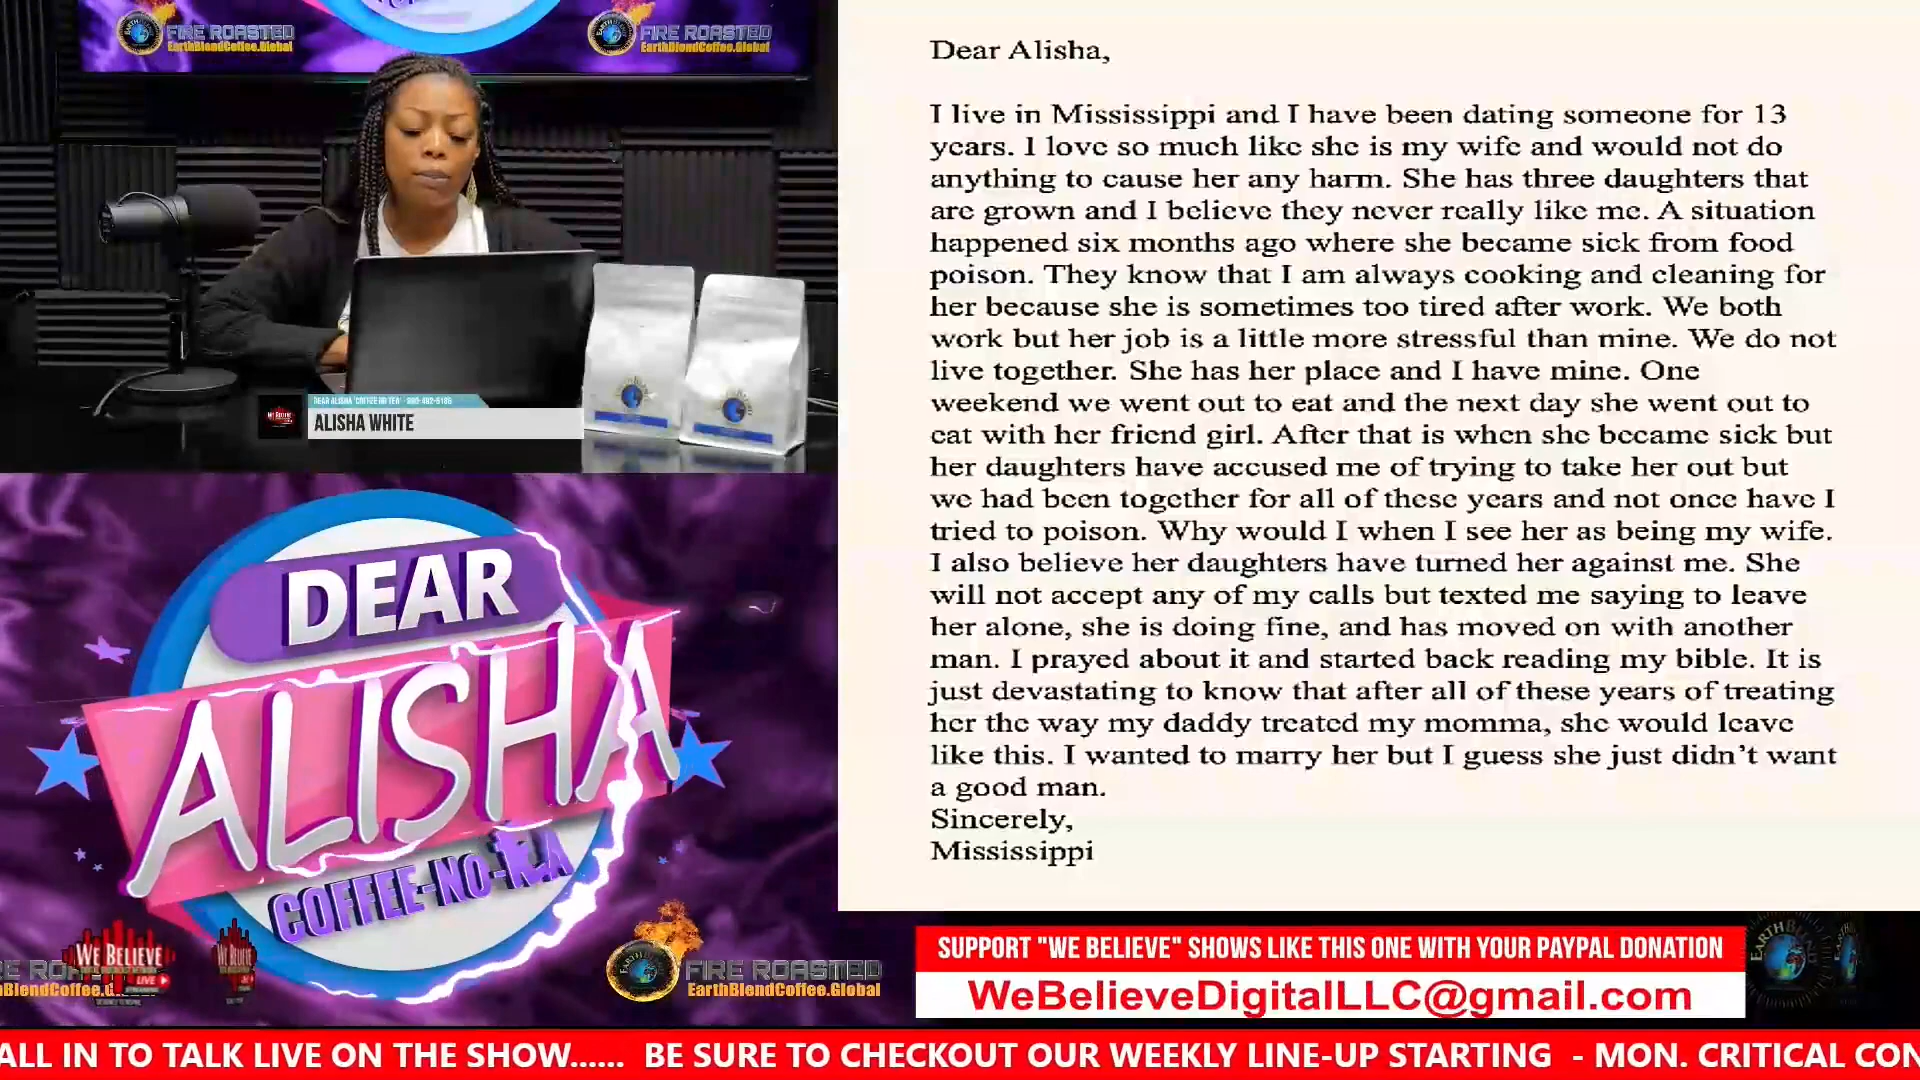 FIRE ROASTED
EarthBlendCoffee.Global
FIRE ROASTED
EarthBlendCoffee.Global
DEAR ALISHA 'COFFEE NO TEA'
ALISHA WHITE
DEAR
ALISHA
COFFEE-NO-TEA
WE BELIEVE
LIVE
FIRE ROASTED
EarthBlendCoffee.Global
Dear Alisha,
I live in Mississippi and I have been dating someone for 13
years. I love so much like she is my wife and would not do
anything to cause her any harm. She has three daughters that
are grown and I believe they never really like me. A situation
happened six months ago where she became sick from food
poison. They know that I am always cooking and cleaning for
her because she is sometimes too tired after work. We both
work but her job is a little more stressful than mine. We do not
live together. She has her place and I have mine. One
weekend we went out to eat and the next day she went out to
eat with her friend girl. After that is when she became sick but
her daughters have accused me of trying to take her out but
we had been together for all of these years and not once have I
tried to poison. Why would I when I see her as being my wife.
I also believe her daughters have turned her against me. She
will not accept any of my calls but texted me saying to leave
her alone, she is doing fine, and has moved on with another
man. I prayed about it and started back reading my bible. It is
just devastating to know that after all of these years of treating
her the way my daddy treated my momma, she would leave
like this. I wanted to marry her but I guess she just didn't want
a good man.
Sincerely,
Mississippi
SUPPORT "WE BELIEVE" SHOWS LIKE THIS ONE WITH YOUR PAYPAL DONATION
WeBelieveDigitalLLC@gmail.com
ALL IN TO TALK LIVE ON THE SHOW...... BE SURE TO CHECKOUT OUR WEEKLY LINE-UP STARTING - MON. CRITICAL CON